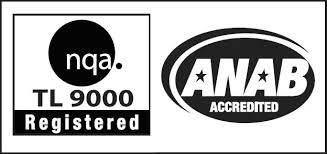 nqa.
TL 9000
Registered
ANAB
ACCREDITED